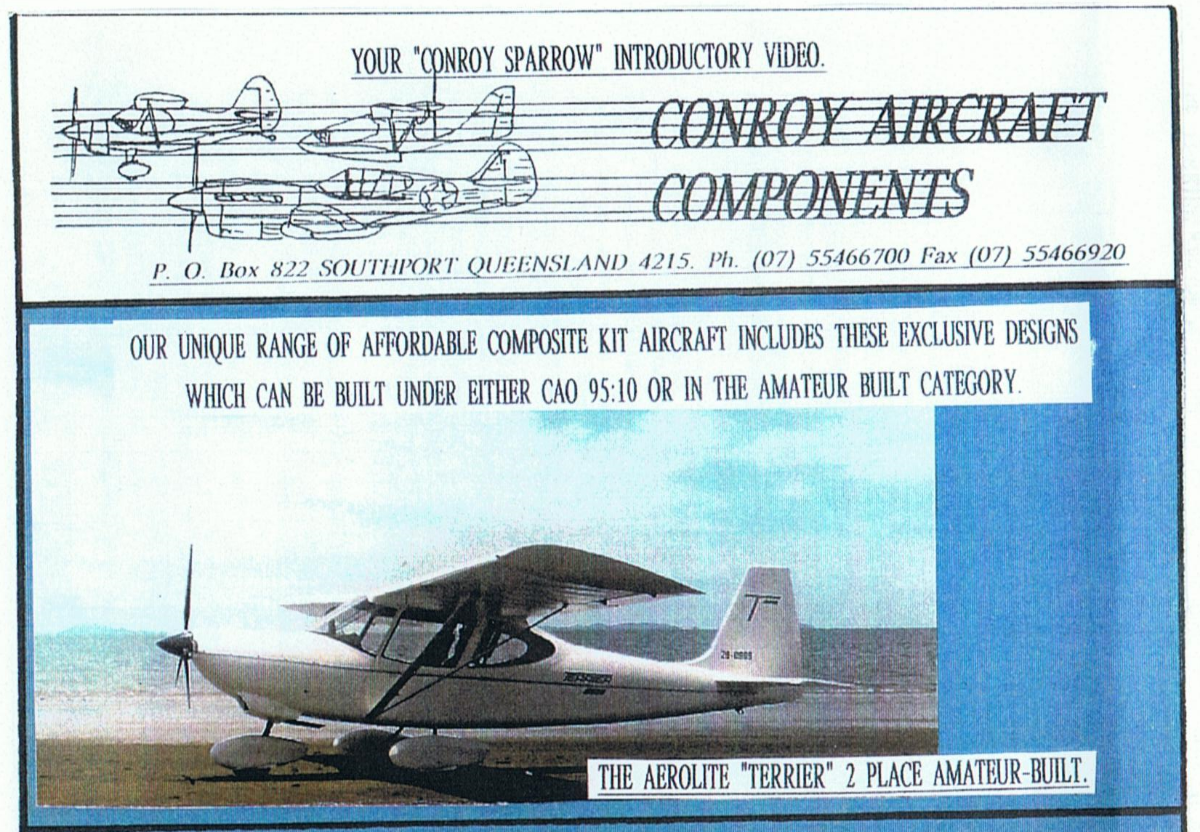 YOUR "CONROY SPARROW" INTRODUCTORY VIDEO.
CONROY AIRCRAFT
COMPONENTS
P. O. Box 822 SOUTHPORT QUEENSLAND 4215. Ph. (07) 55466700 Fax (07) 55466920
OUR UNIQUE RANGE OF AFFORDABLE COMPOSITE KIT AIRCRAFT INCLUDES THESE EXCLUSIVE DESIGNS
WHICH CAN BE BUILT UNDER EITHER CAO 95:10 OR IN THE AMATEUR BUILT CATEGORY.
T
TERRIER
THE AEROLITE "TERRIER" 2 PLACE AMATEUR-BUILT.